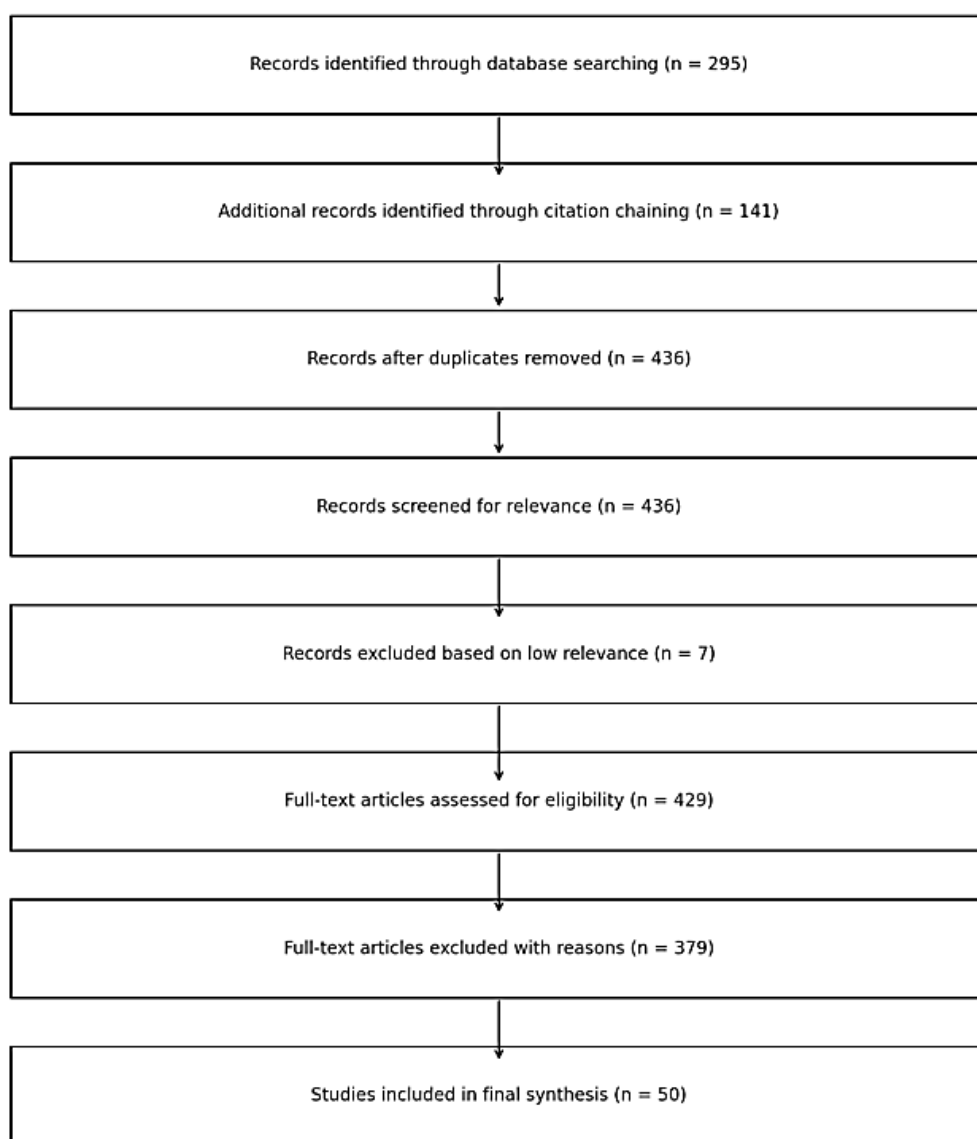 Records identified through database searching (n = 295)
Additional records identified through citation chaining (n = 141)
Records after duplicates removed (n = 436)
Records screened for relevance (n = 436)
Records excluded based on low relevance (n = 7)
Full-text articles assessed for eligibility (n = 429)
Full-text articles excluded with reasons (n = 379)
Studies included in final synthesis (n = 50)